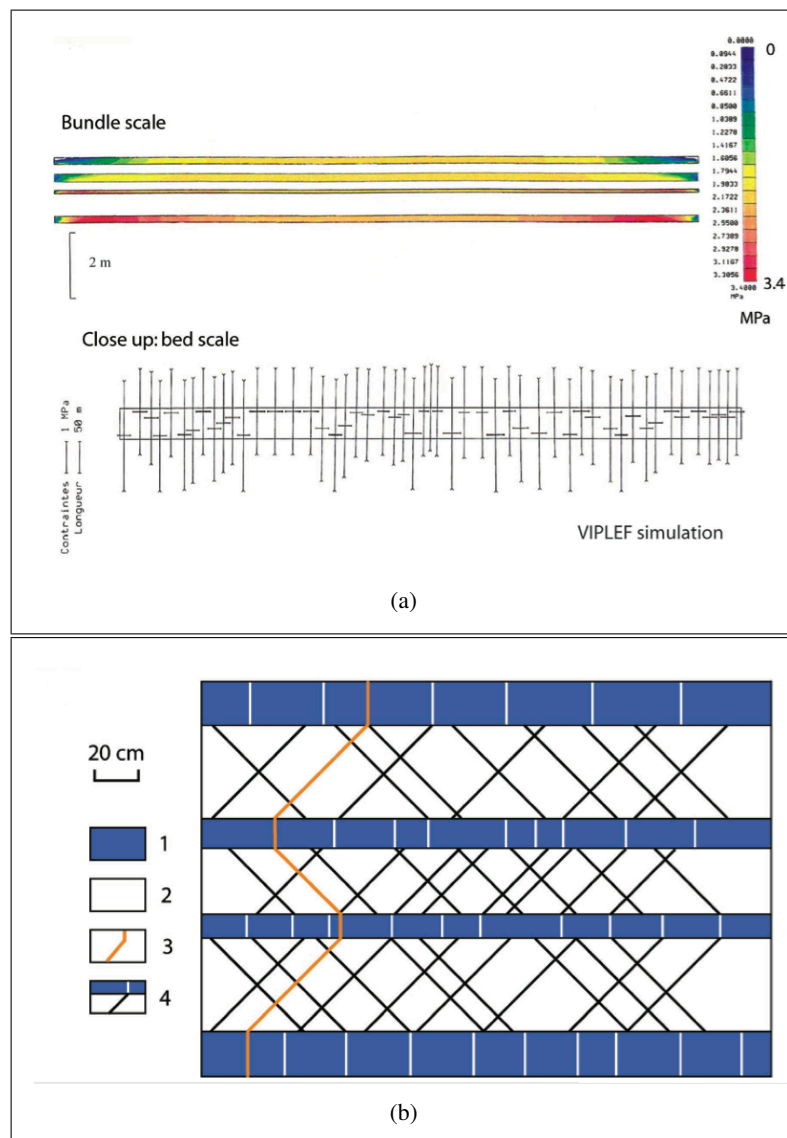 Bundle scale
0.0000
0.0944
0.2833
0.4722
0.6611
0.8500
1.0389
1.2278
1.4167
1.6056
1.7944
1.9833
2.1722
2.3611
2.5500
2.7389
2.9278
3.1167
3.3056
3.4000
MPa
0
3.4
MPa
2 m
Close up: bed scale
Contraintes 1 MPa
Longueur 50 m
VIPLEF simulation
(a)
20 cm
1
2
3
4
(b)